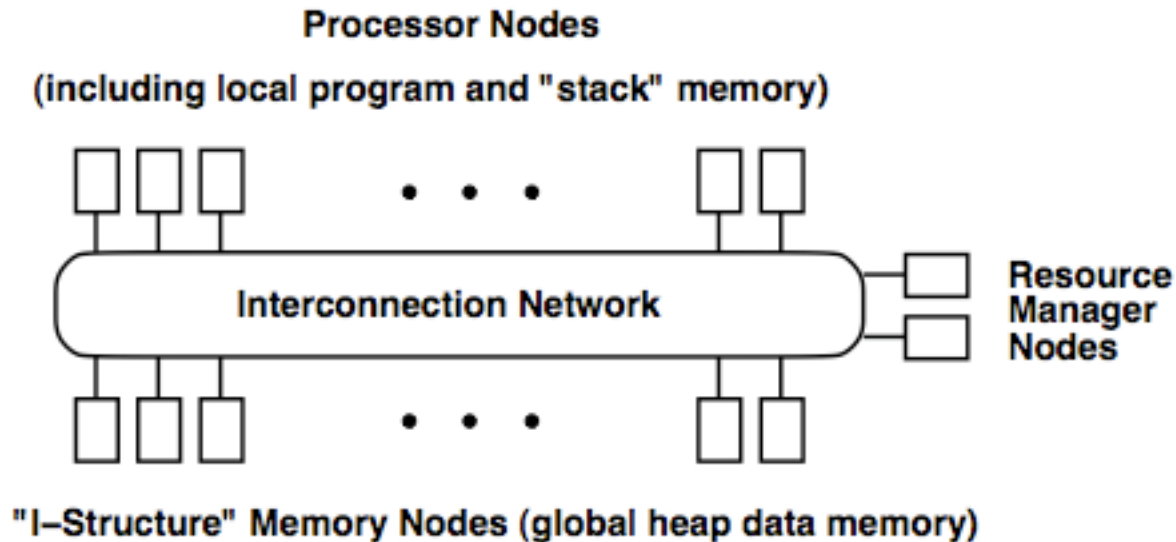 Processor Nodes
(including local program and "stack" memory)
Interconnection Network
Resource
Manager
Nodes
"I–Structure" Memory Nodes (global heap data memory)